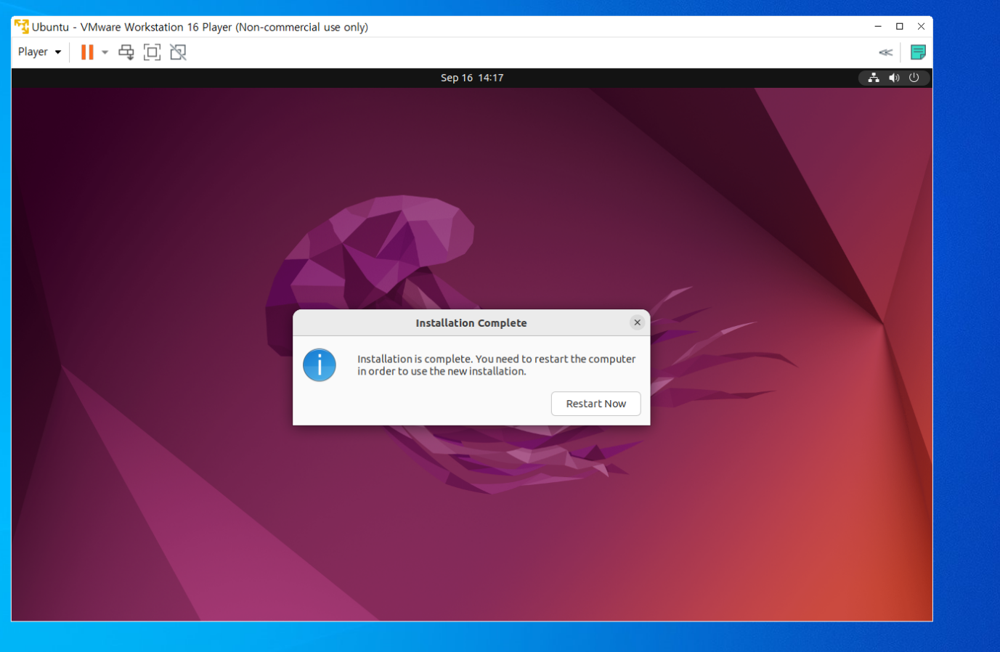 Ubuntu - VMware Workstation 16 Player (Non-commercial use only)
Player
Sep 16 14:17
Installation Complete
Installation is complete. You need to restart the computer
in order to use the new installation.
Restart Now